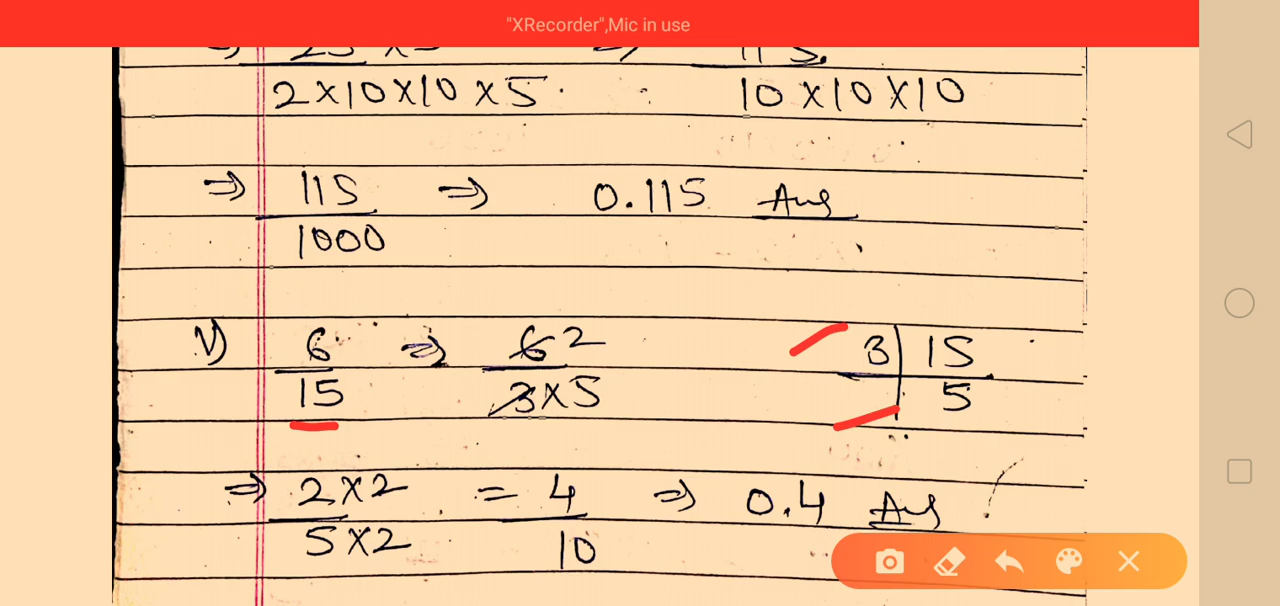 "XRecorder",Mic in use
2×10×10×5 10×10×10
⇒ 115 ⇒ 0.115 Ans
1000
V) 6 ⇒ 6 2 3 15
15 3×5 5
⇒ 2×2 = 4 ⇒ 0.4 Ans
5×2 10